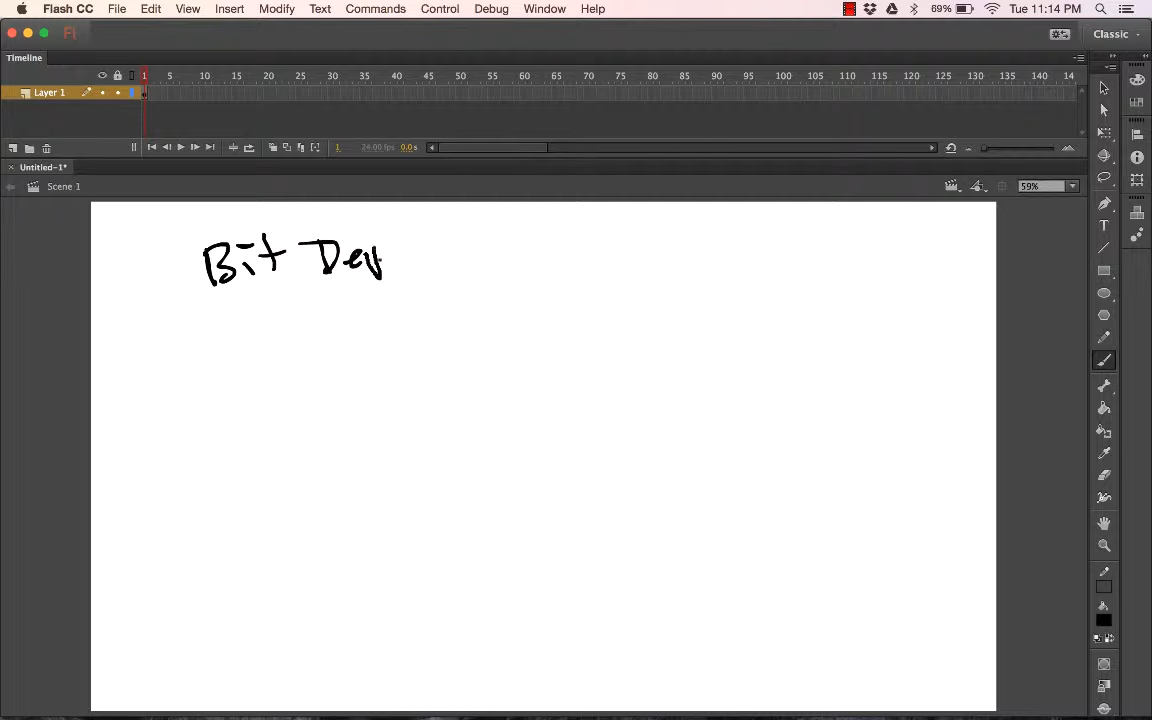 Flash CC File Edit View Insert Modify Text Commands Control Debug Window Help 69% Tue 11:14 PM
Fl Classic
Timeline
1 5 10 15 20 25 30 35 40 45 50 55 60 65 70 75 80 85 90 95 100 105 110 115 120 125 130 135 140 14
Layer 1
1 24.00 fps 0.0 s
Untitled-1*
Scene 1 59%
Bit Dev
T